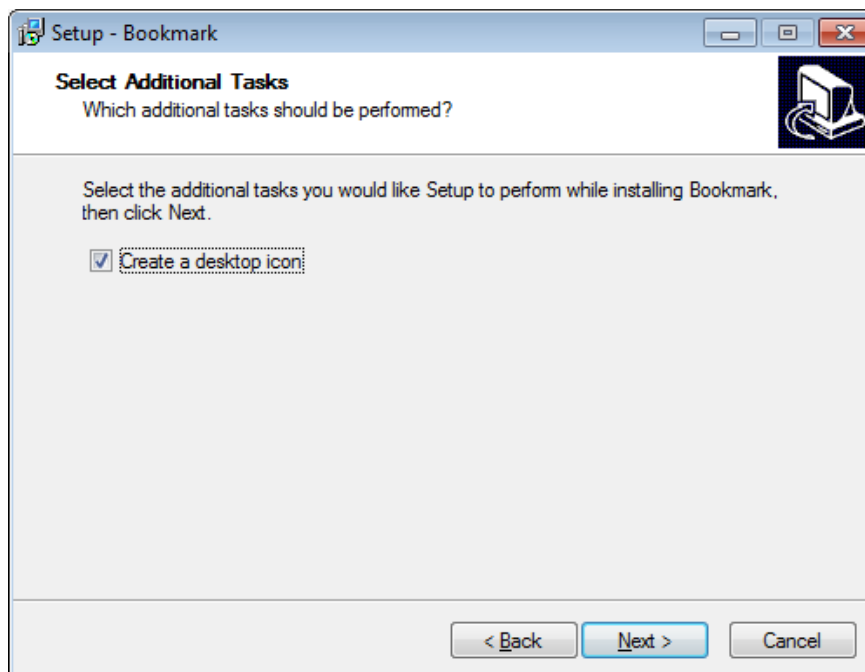 Setup - Bookmark
Select Additional Tasks
Which additional tasks should be performed?
Select the additional tasks you would like Setup to perform while installing Bookmark,
then click Next.
Create a desktop icon
< Back
Next >
Cancel